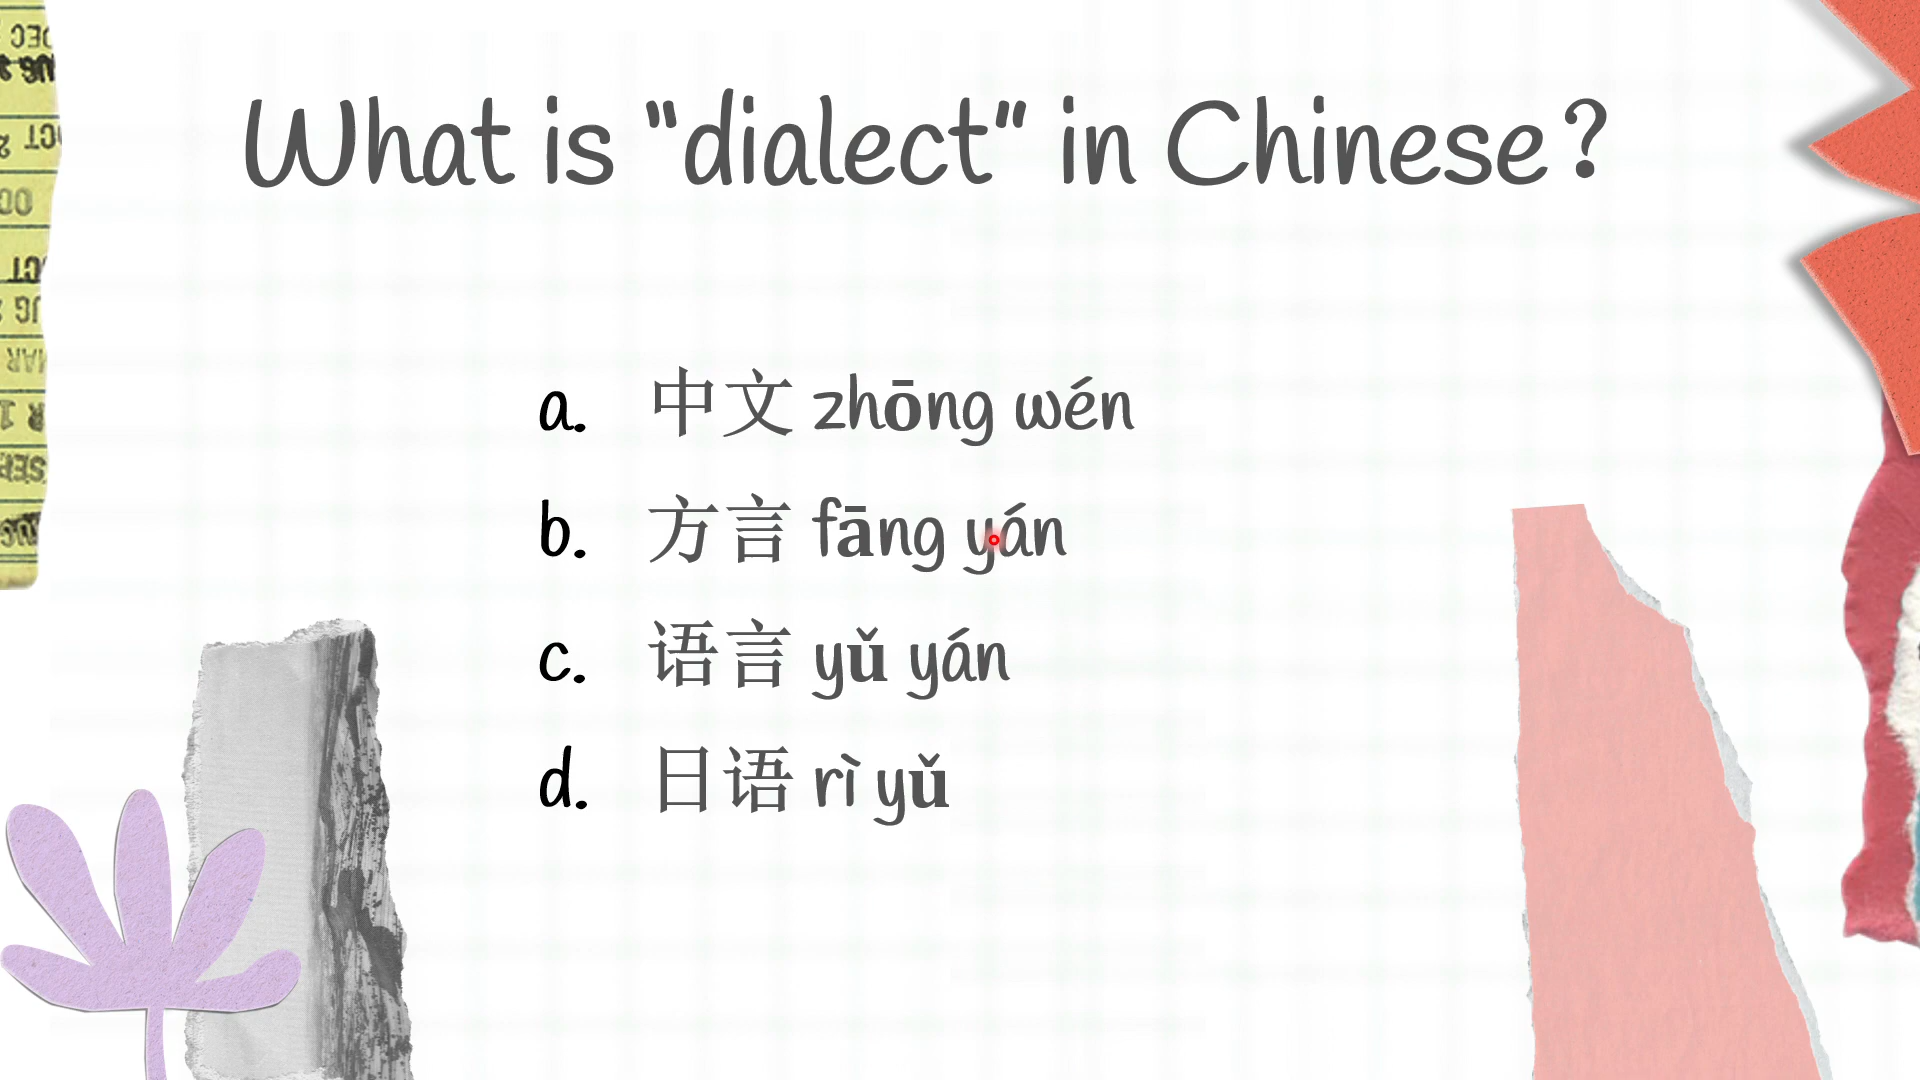 What is "dialect" in Chinese?
a. 中文 zhōng wén
b. 方言 fāng yán
c. 语言 yǔ yán
d. 日语 rì yǔ